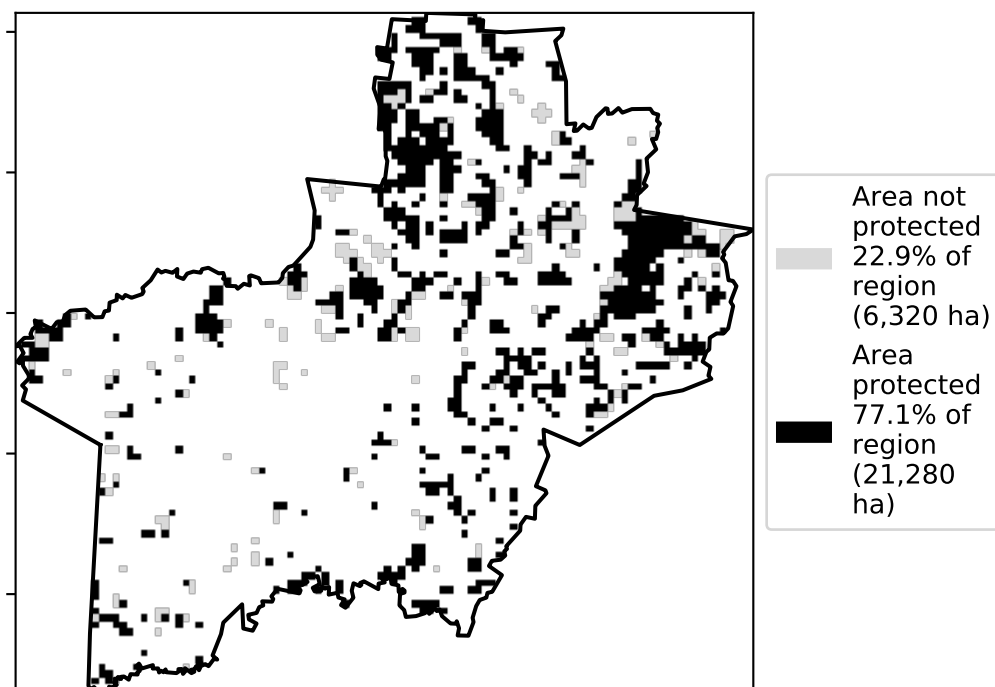 Area not
protected
22.9% of
region
(6,320 ha)
Area
protected
77.1% of
region
(21,280
ha)